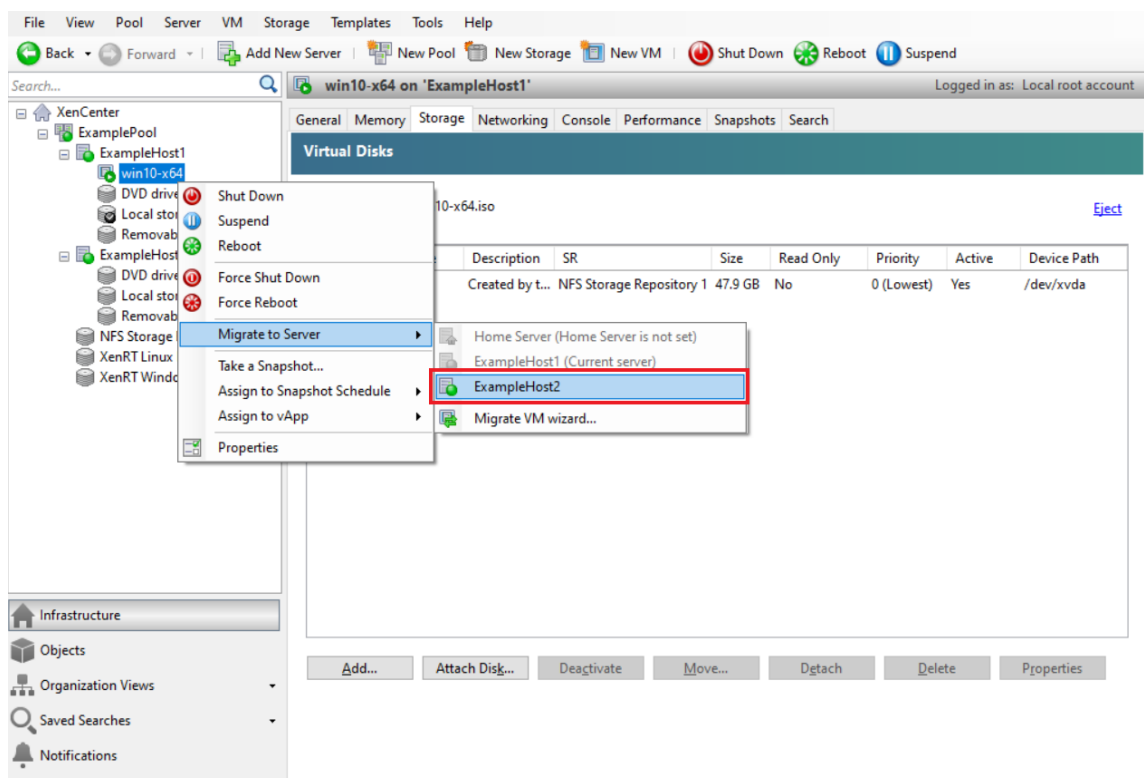 File View Pool Server VM Storage Templates Tools Help
Back Forward Add New Server New Pool New Storage New VM Shut Down Reboot Suspend
Search...
win10-x64 on 'ExampleHost1' Logged in as: Local root account
XenCenter
ExamplePool
ExampleHost1
win10-x64
DVD drive
Local stor
Removab
ExampleHost
DVD drive
Local stor
Removab
NFS Storage
XenRT Linux
XenRT Windo
General Memory Storage Networking Console Performance Snapshots Search
Virtual Disks
10-x64.iso Eject
Description SR Size Read Only Priority Active Device Path
Created by t... NFS Storage Repository 1 47.9 GB No 0 (Lowest) Yes /dev/xvda
Shut Down
Suspend
Reboot
Force Shut Down
Force Reboot
Migrate to Server
Take a Snapshot...
Assign to Snapshot Schedule
Assign to vApp
Properties
Home Server (Home Server is not set)
ExampleHost1 (Current server)
ExampleHost2
Migrate VM wizard...
Add... Attach Disk... Deactivate Move... Detach Delete Properties
Infrastructure
Objects
Organization Views
Saved Searches
Notifications